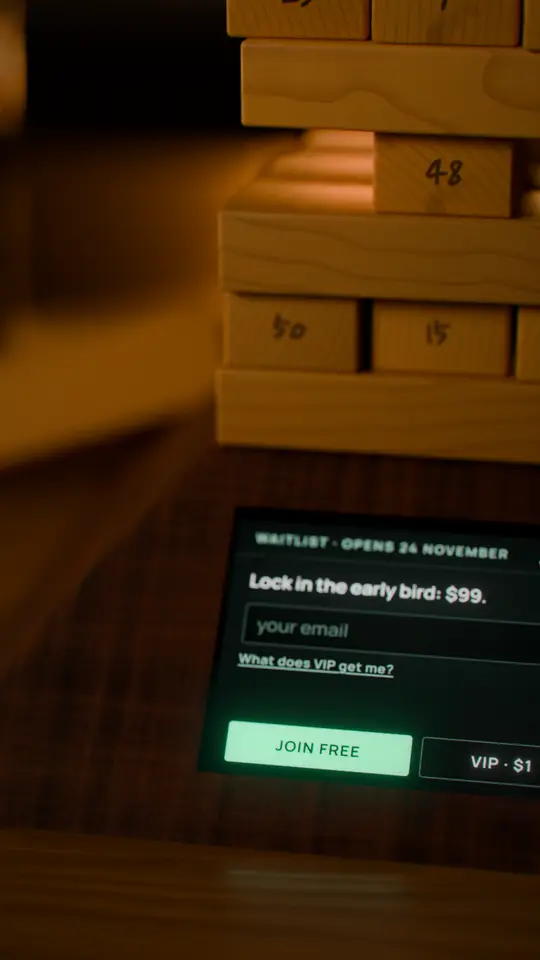 48
50 15
WAITLIST · OPENS 24 NOVEMBER
Lock in the early bird: $99.
your email
What does VIP get me?
JOIN FREE
VIP · $1